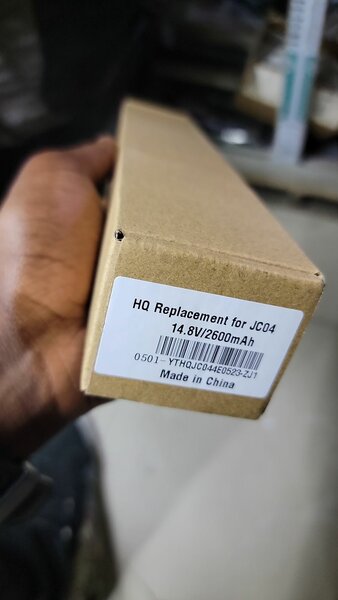 HQ Replacement for JC04
14.8V/2600mAh
0501-YTHQJC044E0523-ZJ1
Made in China